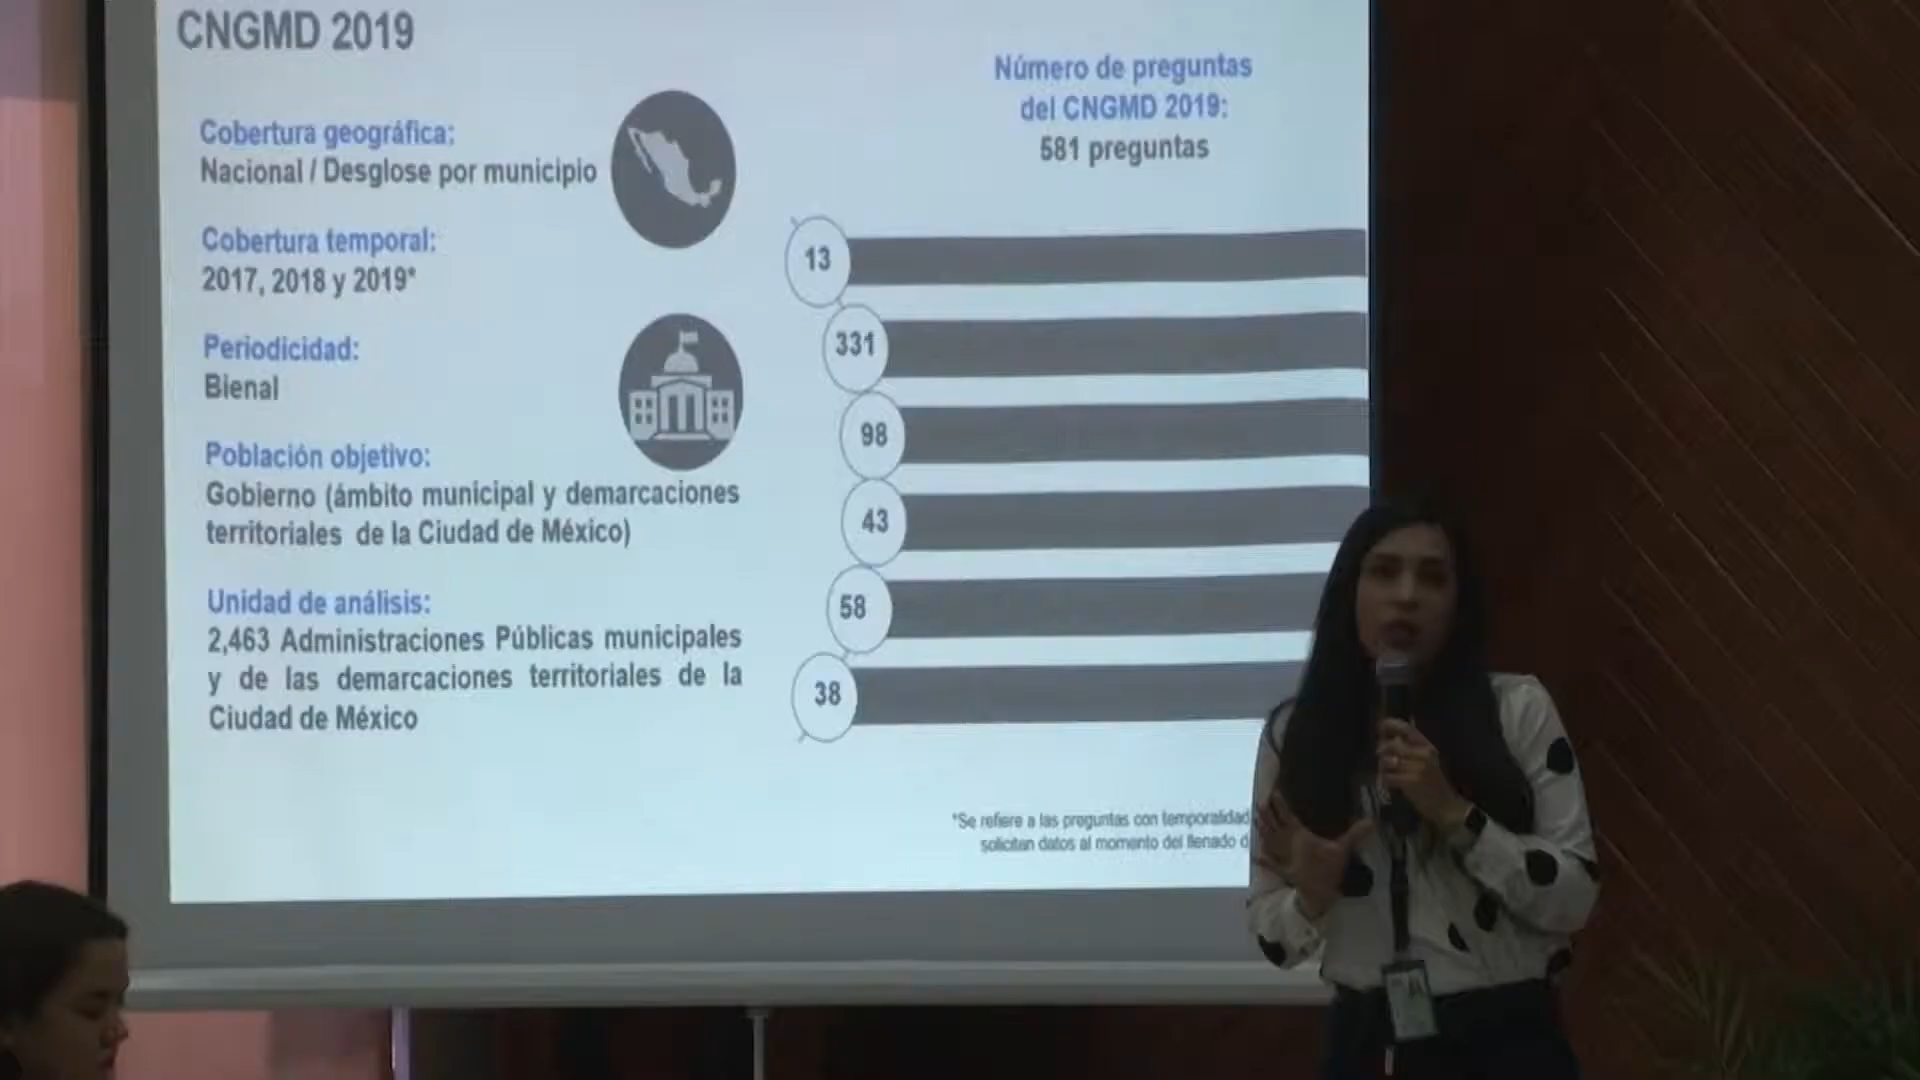 CNGMD 2019
Cobertura geográfica:
Nacional / Desglose por municipio
Cobertura temporal:
2017, 2018 y 2019*
Periodicidad:
Bienal
Población objetivo:
Gobierno (ámbito municipal y demarcaciones
territoriales de la Ciudad de México)
Unidad de análisis:
2,463 Administraciones Públicas municipales
y de las demarcaciones territoriales de la
Ciudad de México
Número de preguntas
del CNGMD 2019:
581 preguntas
13
331
98
43
58
38
*Se refiere a las preguntas con temporalidad
solicitan datos al momento del llenado d